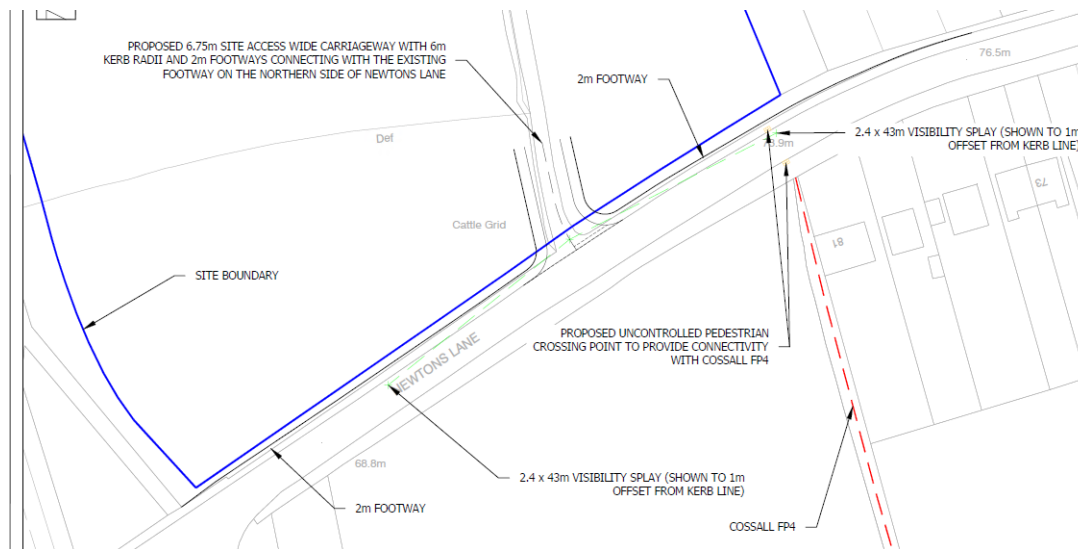 PROPOSED 6.75m SITE ACCESS WIDE CARRIAGEWAY WITH 6m
KERB RADII AND 2m FOOTWAYS CONNECTING WITH THE EXISTING
FOOTWAY ON THE NORTHERN SIDE OF NEWTONS LANE
76.5m
2m FOOTWAY
2.4 x 43m VISIBILITY SPLAY (SHOWN TO 1m
OFFSET FROM KERB LINE)
Def
73
Cattle Grid
81
SITE BOUNDARY
PROPOSED UNCONTROLLED PEDESTRIAN
CROSSING POINT TO PROVIDE CONNECTIVITY
WITH COSSALL FP4
NEWTONS LANE
68.8m
2.4 x 43m VISIBILITY SPLAY (SHOWN TO 1m
OFFSET FROM KERB LINE)
2m FOOTWAY
COSSALL FP4